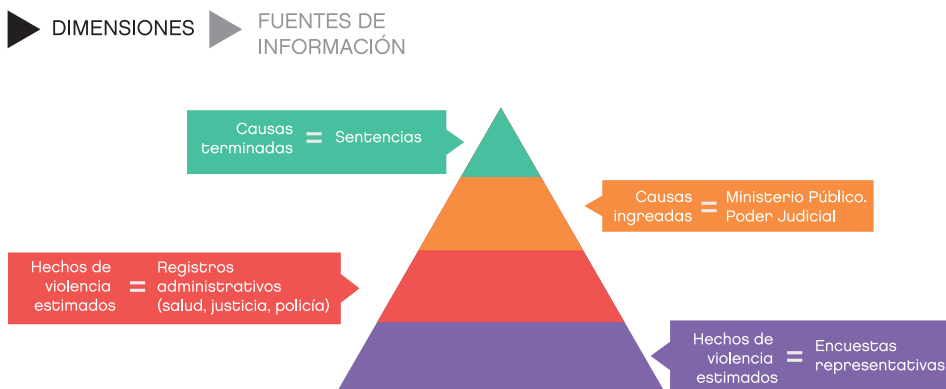 DIMENSIONES
FUENTES DE
INFORMACIÓN
Causas
terminadas
=
Sentencias
Causas
ingreadas
=
Ministerio Público.
Poder Judicial
Hechos de
violencia
estimados
=
Registros
administrativos
(salud, justicia, policía)
Hechos de
violencia
estimados
=
Encuestas
representativas